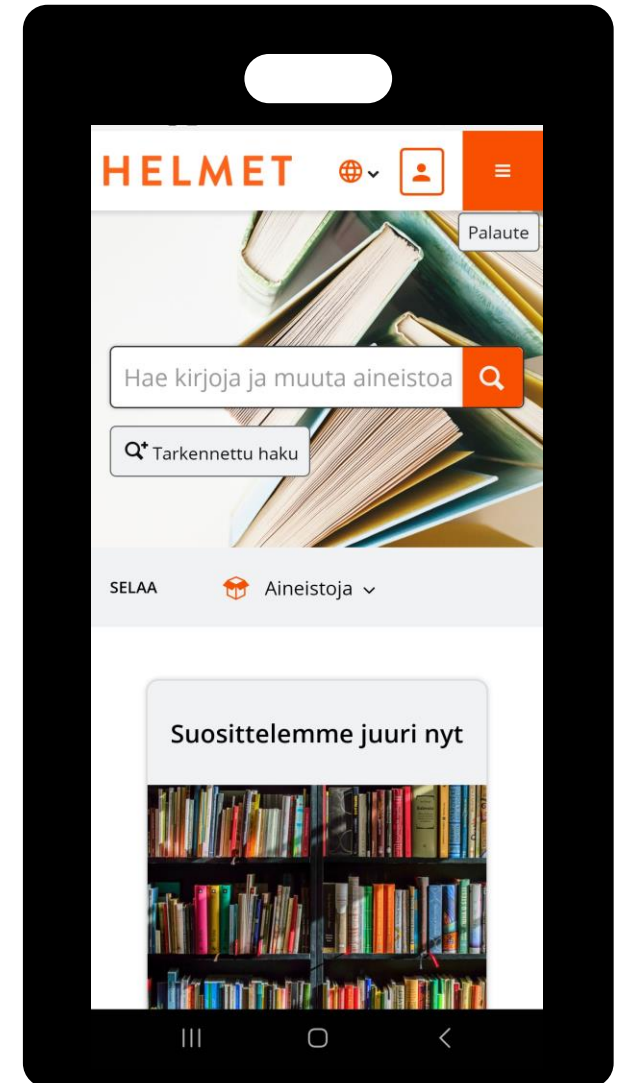 HELMET
Palaute
Hae kirjoja ja muuta aineistoa
Tarkennettu haku
SELAA Aineistoja
Suosittelemme juuri nyt